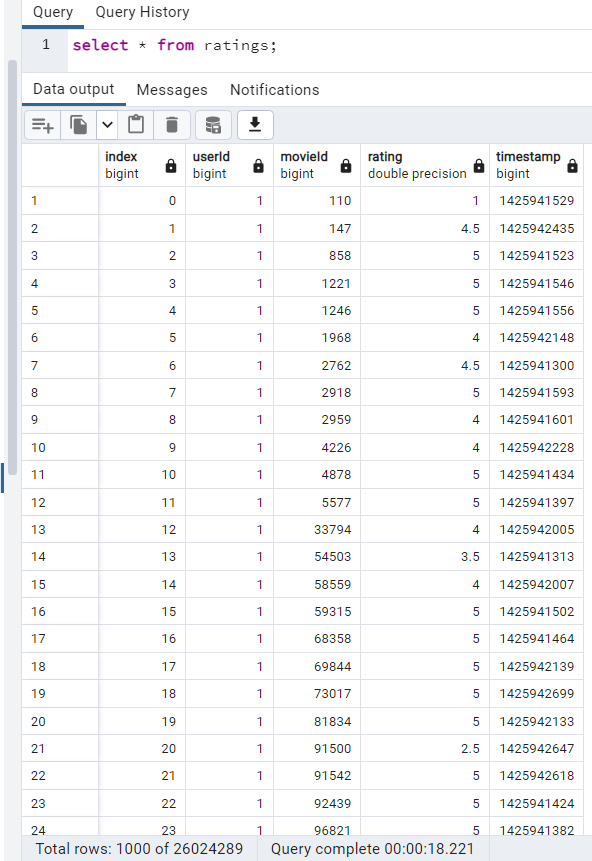 Query Query History
1 select * from ratings;
Data output Messages Notifications
index userId movieId rating timestamp
bigint bigint bigint double precision bigint
1 0 1 110 1 1425941529
2 1 1 147 4.5 1425942435
3 2 1 858 5 1425941523
4 3 1 1221 5 1425941546
5 4 1 1246 5 1425941556
6 5 1 1968 4 1425942148
7 6 1 2762 4.5 1425941300
8 7 1 2918 5 1425941593
9 8 1 2959 4 1425941601
10 9 1 4226 4 1425942228
11 10 1 4878 5 1425941434
12 11 1 5577 5 1425941397
13 12 1 33794 4 1425942005
14 13 1 54503 3.5 1425941313
15 14 1 58559 4 1425942007
16 15 1 59315 5 1425941502
17 16 1 68358 5 1425941464
18 17 1 69844 5 1425942139
19 18 1 73017 5 1425942699
20 19 1 81834 5 1425942133
21 20 1 91500 2.5 1425942647
22 21 1 91542 5 1425942618
23 22 1 92439 5 1425941424
24 23 1 96821 5 1425941382
Total rows: 1000 of 26024289 Query complete 00:00:18.221